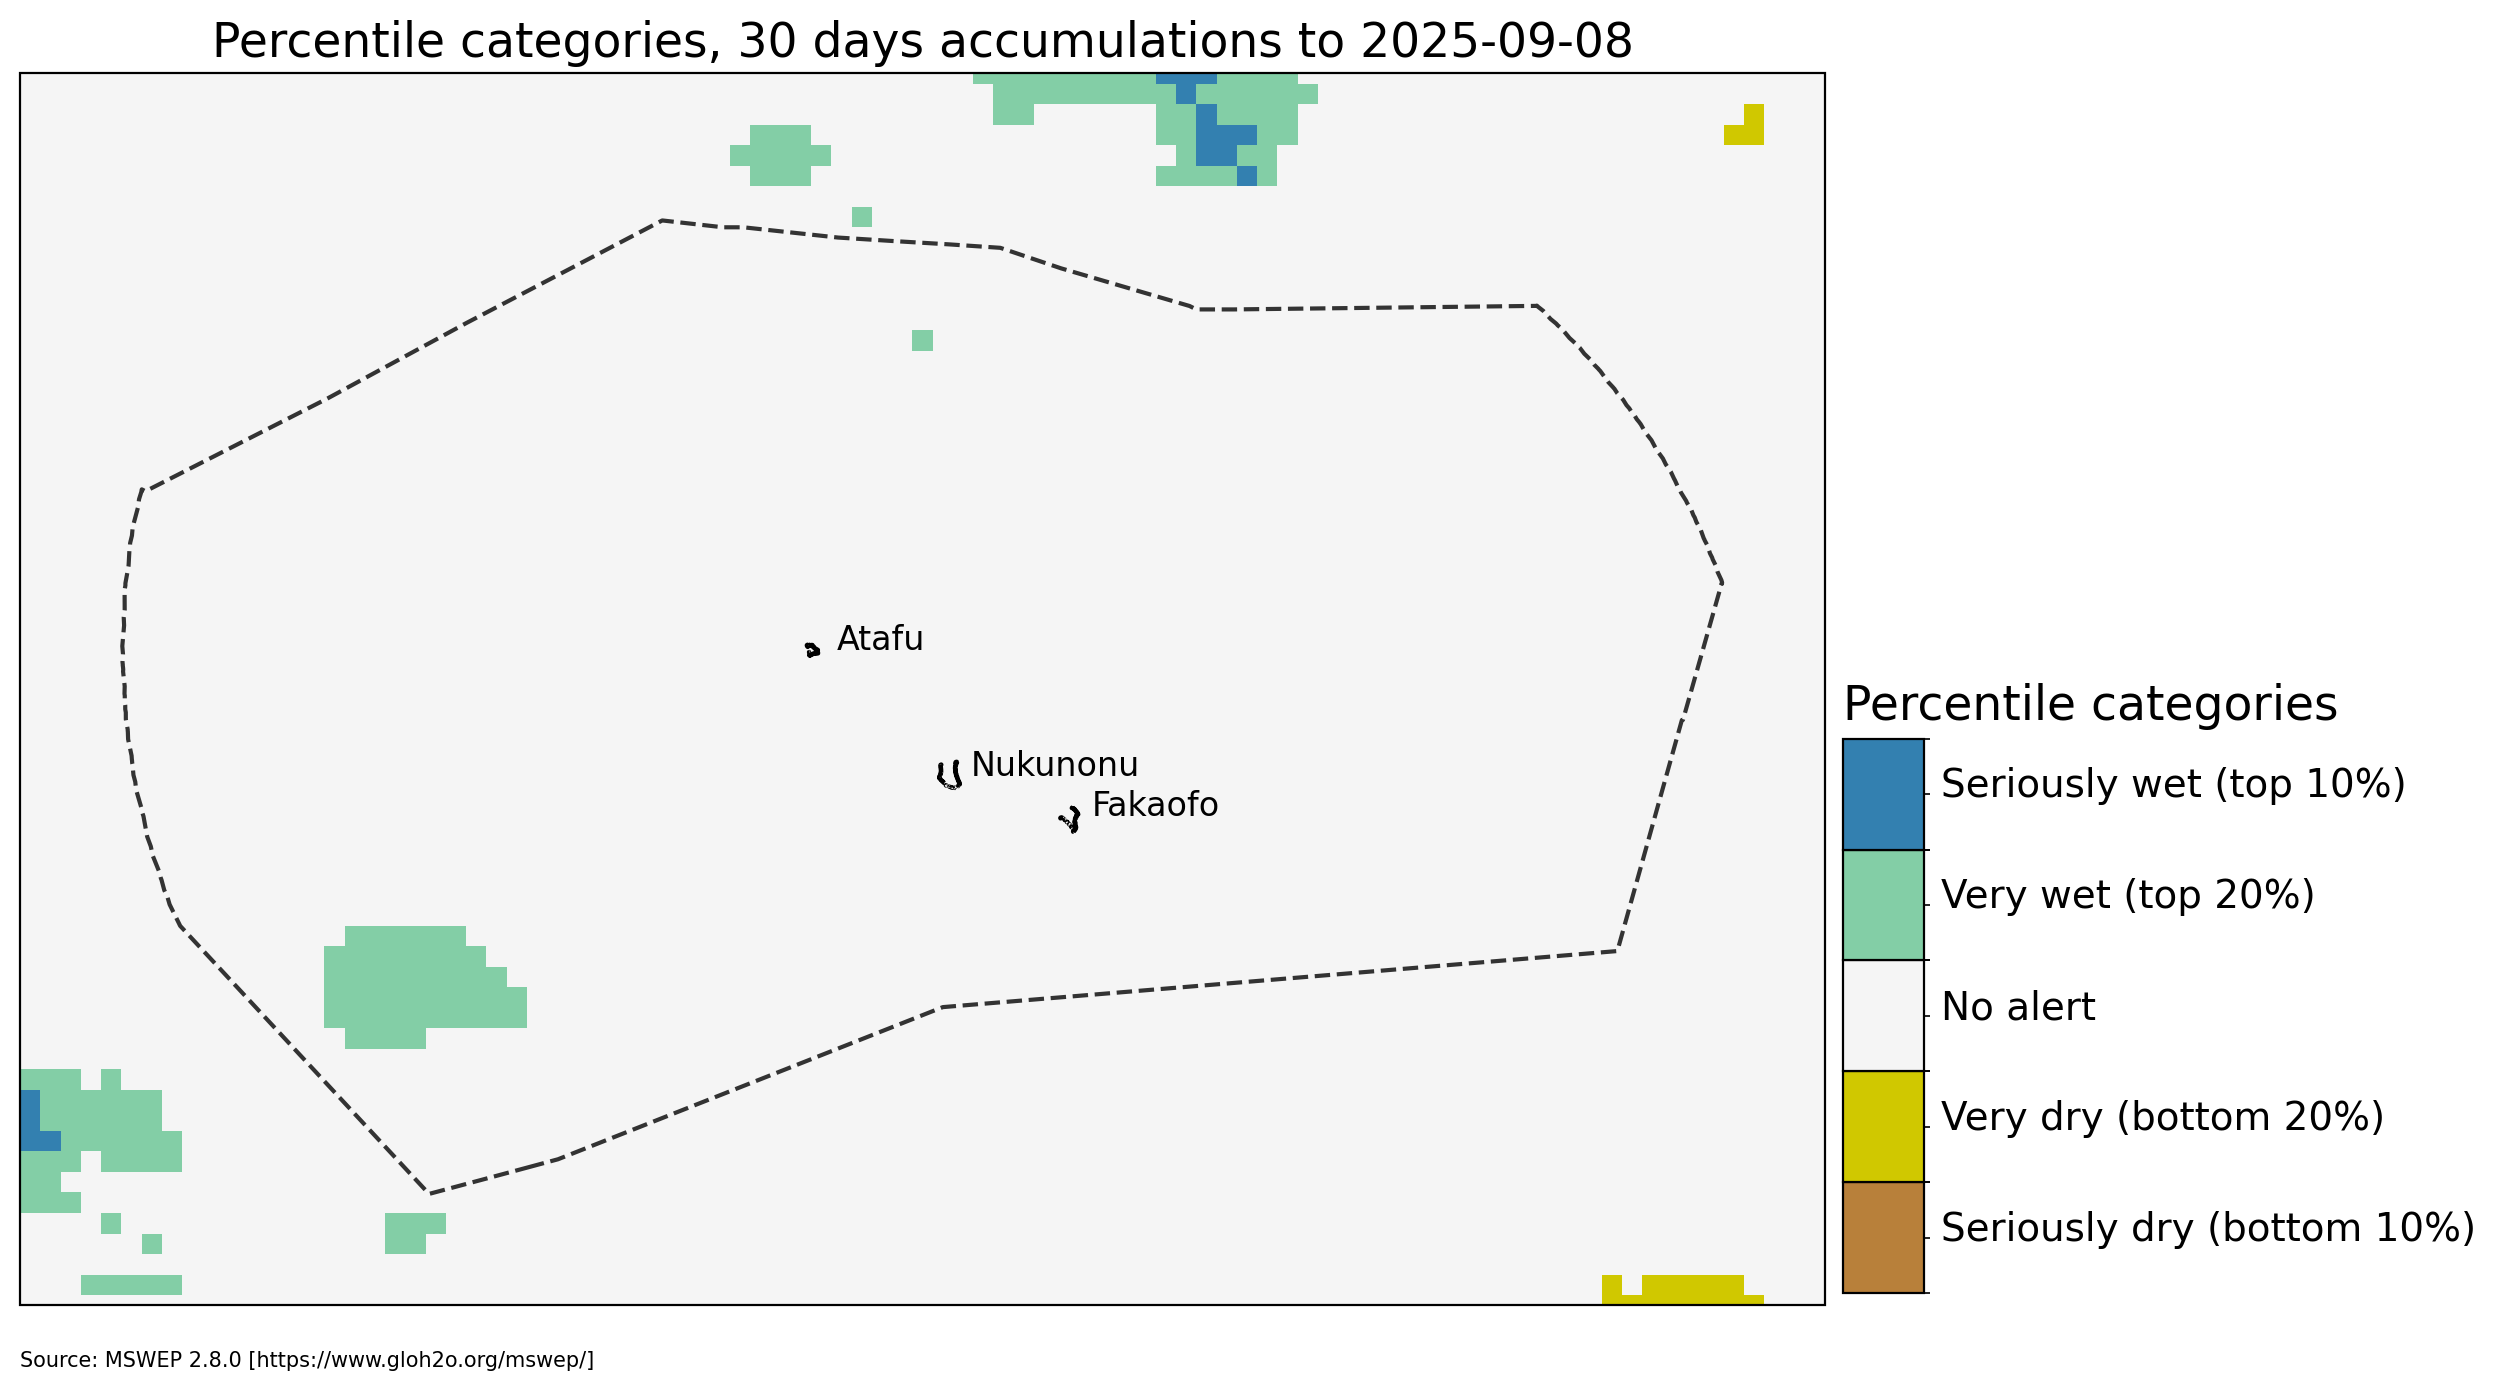 Percentile categories, 30 days accumulations to 2025-09-08
Atafu
Nukunonu
Fakaofo
Percentile categories
Seriously wet (top 10%)
Very wet (top 20%)
No alert
Very dry (bottom 20%)
Seriously dry (bottom 10%)
Source: MSWEP 2.8.0 [https://www.gloh2o.org/mswep/]